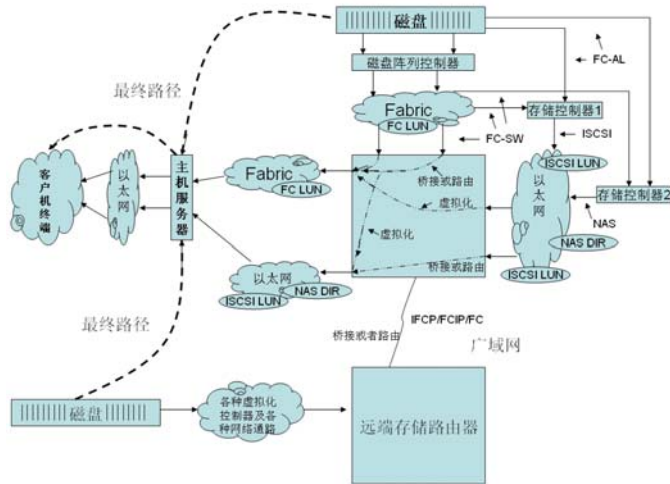 磁盘
磁盘阵列控制器
FC-AL
最终路径
Fabric
FC LUN
存储控制器1
FC-SW
ISCSI
ISCSI LUN
客户机终端
以太网
主机服务器
Fabric
FC LUN
桥接或路由
虚拟化
以太网
存储控制器2
NAS
虚拟化
NAS DIR
以太网
NAS DIR
ISCSI LUN
桥接或路由
ISCSI LUN
最终路径
桥接或者路由
IFCP/FCIP/FC
广域网
磁盘
各种虚拟化
控制器及各
种网络通路
远端存储路由器